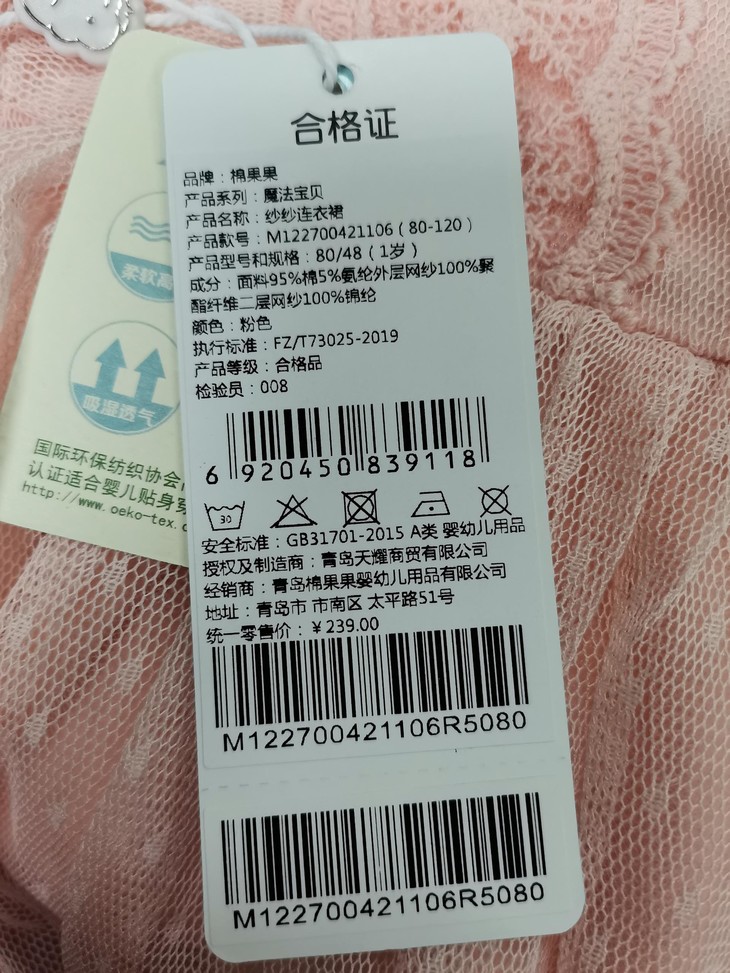 合格证
品牌：棉果果
产品系列：魔法宝贝
产品名称：纱纱连衣裙
产品款号：M122700421106（80-120）
产品型号和规格：80/48（1岁）
成分：面料95%棉5%氨纶外层网纱100%聚
酯纤维二层网纱100%锦纶
颜色：粉色
执行标准：FZ/T73025-2019
产品等级：合格品
检验员：008
6 920450 839118
30
安全标准：GB31701-2015 A类 婴幼儿用品
授权及制造商：青岛天耀商贸有限公司
经销商：青岛棉果果婴幼儿用品有限公司
地址：青岛市 市南区 太平路51号
统一零售价：￥239.00
M122700421106R5080
M122700421106R5080
柔软高
吸湿透气
国际环保纺织协会
认证适合婴儿贴身穿
http://www.oeko-tex.